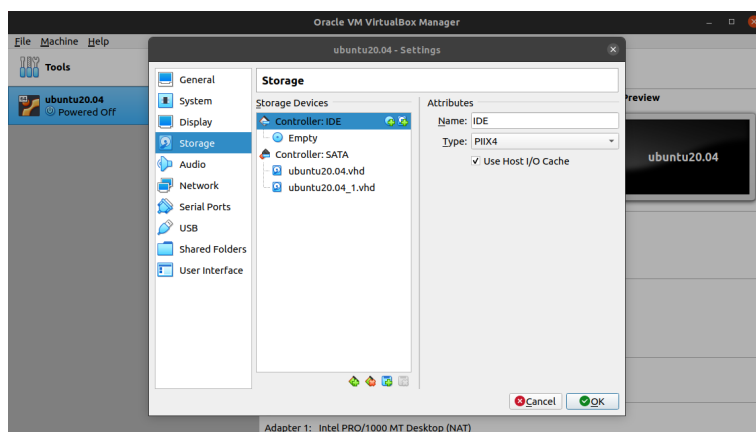 Oracle VM VirtualBox Manager
File Machine Help
ubuntu20.04 - Settings
Tools
ubuntu20.04
Powered Off
General
System
Display
Storage
Audio
Network
Serial Ports
USB
Shared Folders
User Interface
Storage
Storage Devices
Controller: IDE
Empty
Controller: SATA
ubuntu20.04.vhd
ubuntu20.04_1.vhd
Attributes
Name: IDE
Type: PIIX4
Use Host I/O Cache
Preview
ubuntu20.04
Cancel OK
Adapter 1: Intel PRO/1000 MT Desktop (NAT)